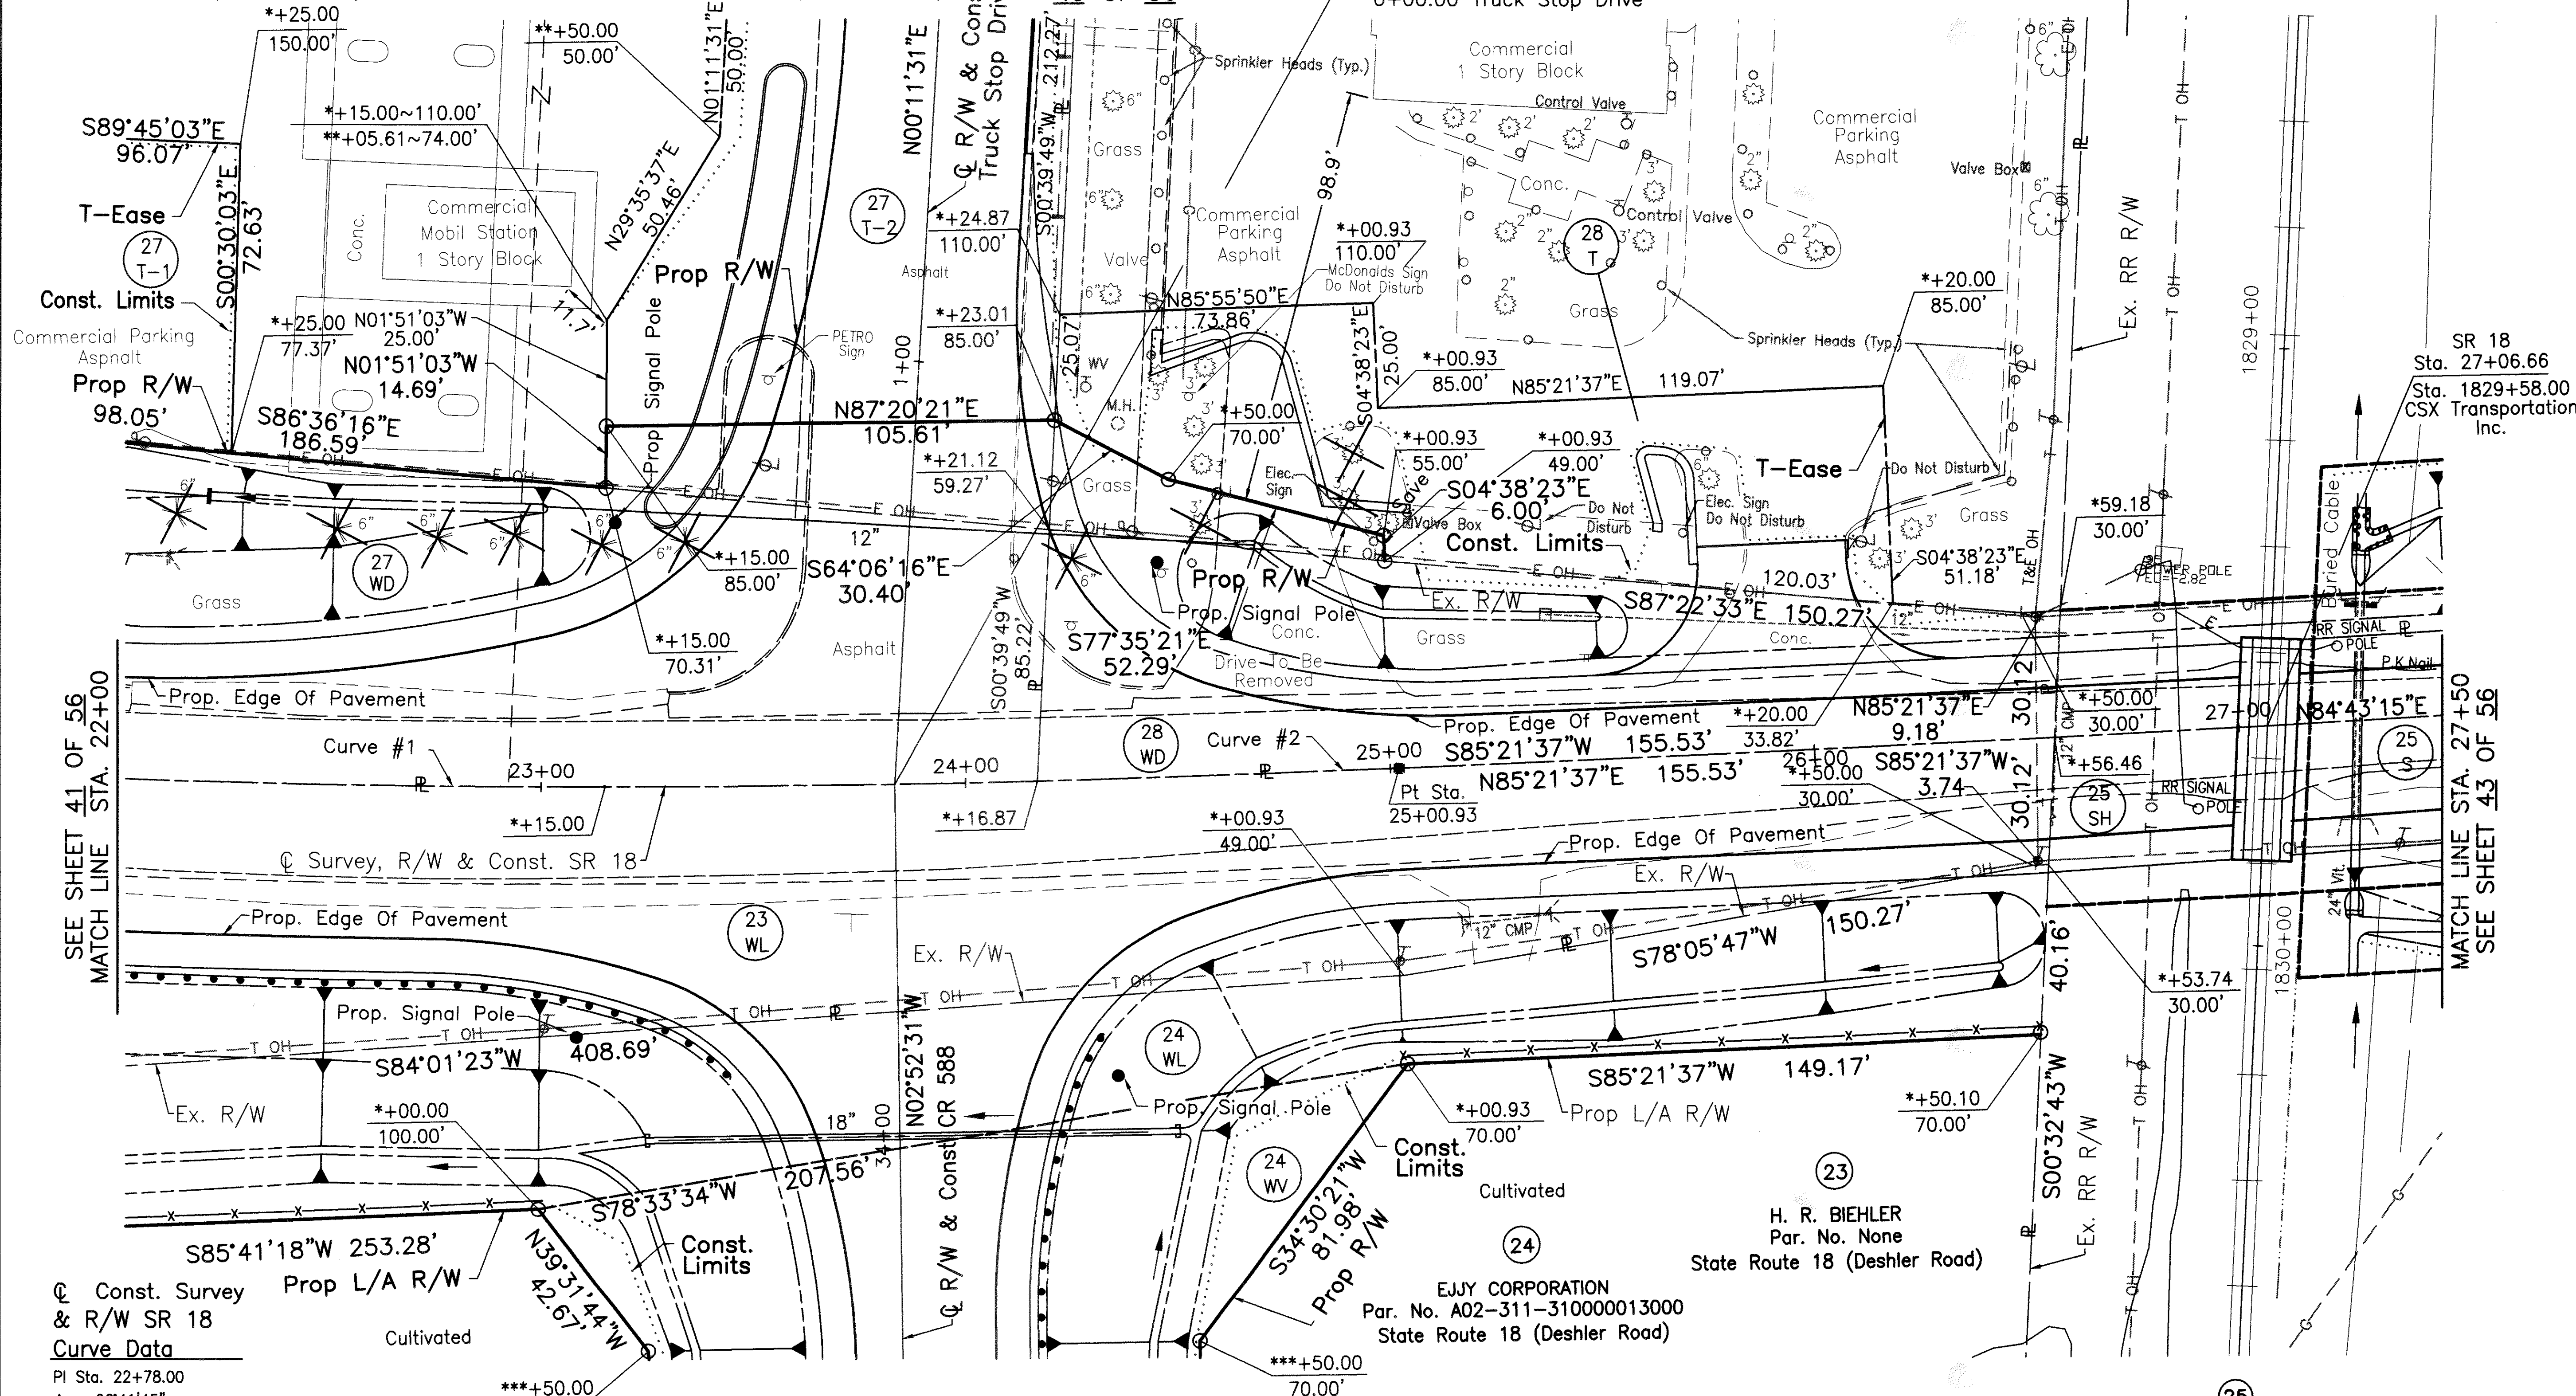 *+25.00
150.00'
**+50.00
50.00'
N01°11'31"E
50.00'
N00°11'31"E
0+00.00 Truck Stop Drive
*+15.00~110.00'
**+05.61~74.00'
S89°45'03"E
96.07'
T-Ease
27
T-1
S00°30'03"E
72.63'
Const. Limits
Commercial Parking
Asphalt
Conc.
Commercial
Mobil Station
1 Story Block
N29°35'37"E
50.46'
11.7'
Prop R/W
Prop Signal Pole
*+25.00
77.37'
N01°51'03"W
25.00'
N01°51'03"W
14.69'
Prop R/W
98.05'
S86°36'16"E
186.59'
27
T-2
PETRO
Sign
Asphalt
1+00
S00°39'49"W 212.27'
Sprinkler Heads (Typ.)
6"
Grass
6"
Valve
6"
*+24.87
110.00'
*+23.01
85.00'
25.07'
WV
M.H.
Commercial
Parking
Asphalt
*+00.93
110.00'
McDonalds Sign
Do Not Disturb
98.9'
N85°55'50"E
73.86'
S04°38'23"E
25.00'
*+00.93
85.00'
N85°21'37"E 119.07'
Commercial
1 Story Block
Control Valve
Conc.
Control Valve
28
T
Grass
Sprinkler Heads (Typ.)
Commercial
Parking
Asphalt
Valve Box
*+20.00
85.00'
Ex. RR R/W
1829+00
SR 18
Sta. 27+06.66
Sta. 1829+58.00
CSX Transportation
Inc.
N87°20'21"E
105.61'
*+21.12
59.27'
Grass
*+50.00
70.00'
Elec.
Sign
Save
*+00.93
55.00'
*+00.93
49.00'
S04°38'23"E
6.00'
Valve Box
Do Not
Disturb
Elec. Sign
Do Not Disturb
T-Ease
Do Not Disturb
Grass
*59.18
30.00'
Const. Limits
S04°38'23"E
51.18'
120.03'
T&E OH
POWER POLE
Buried Cable
27
WD
Grass
12"
*+15.00
85.00'
S64°06'16"E
30.40'
*+15.00
70.31'
Asphalt
S00°39'49"W
85.22'
Prop R/W
Prop. Signal Pole
S77°35'21"E
52.29'
Conc.
Drive To Be
Removed
Grass
Ex. R/W
S87°22'33"E 150.27'
12"
Conc.
RR SIGNAL
POLE
P.K.Nail
SEE SHEET 41 OF 56
MATCH LINE STA. 22+00
Prop. Edge Of Pavement
Curve #1
23+00
*+15.00
24+00
*+16.87
28
WD
Curve #2
25+00
Pt Sta.
25+00.93
Prop. Edge Of Pavement
S85°21'37"W 155.53'
N85°21'37"E 155.53'
*+20.00
33.82'
26+00
*+50.00
30.00'
N85°21'37"E
9.18'
S85°21'37"W
3.74
30.12'
30.12'
12" CMP
*+50.00
30.00'
*+56.46
25
SH
RR SIGNAL
POLE
27+00
N84°43'15"E
25
S
MATCH LINE STA. 27+50
SEE SHEET 43 OF 56
℄ Survey, R/W & Const. SR 18
Prop. Edge Of Pavement
23
WL
Ex. R/W
*+00.93
49.00'
Prop. Edge Of Pavement
Ex. R/W
12" CMP
S78°05'47"W 150.27'
40.16'
*+53.74
30.00'
1830+00
24" Vit.
Prop. Signal Pole
T OH
S84°01'23"W 408.69'
Ex. R/W
*+00.00
100.00'
18"
34+00
N02°52'31"W
℄ R/W & Const CR 588
24
WL
Prop. Signal Pole
24
WV
*+00.93
70.00'
Const.
Limits
S85°21'37"W 149.17'
Prop L/A R/W
*+50.10
70.00'
S00°32'43"W
Ex. RR R/W
207.56'
S78°33'34"W
S85°41'18"W 253.28'
Prop L/A R/W
N39°31'44"W
42.67'
Const.
Limits
Cultivated
S34°30'21"W
81.98'
Prop R/W
Cultivated
23
H. R. BIEHLER
Par. No. None
State Route 18 (Deshler Road)
24
EJJY CORPORATION
Par. No. A02-311-310000013000
State Route 18 (Deshler Road)
℄ Const. Survey
& R/W SR 18
Curve Data
PI Sta. 22+78.00
***+50.00
***+50.00
70.00'
25